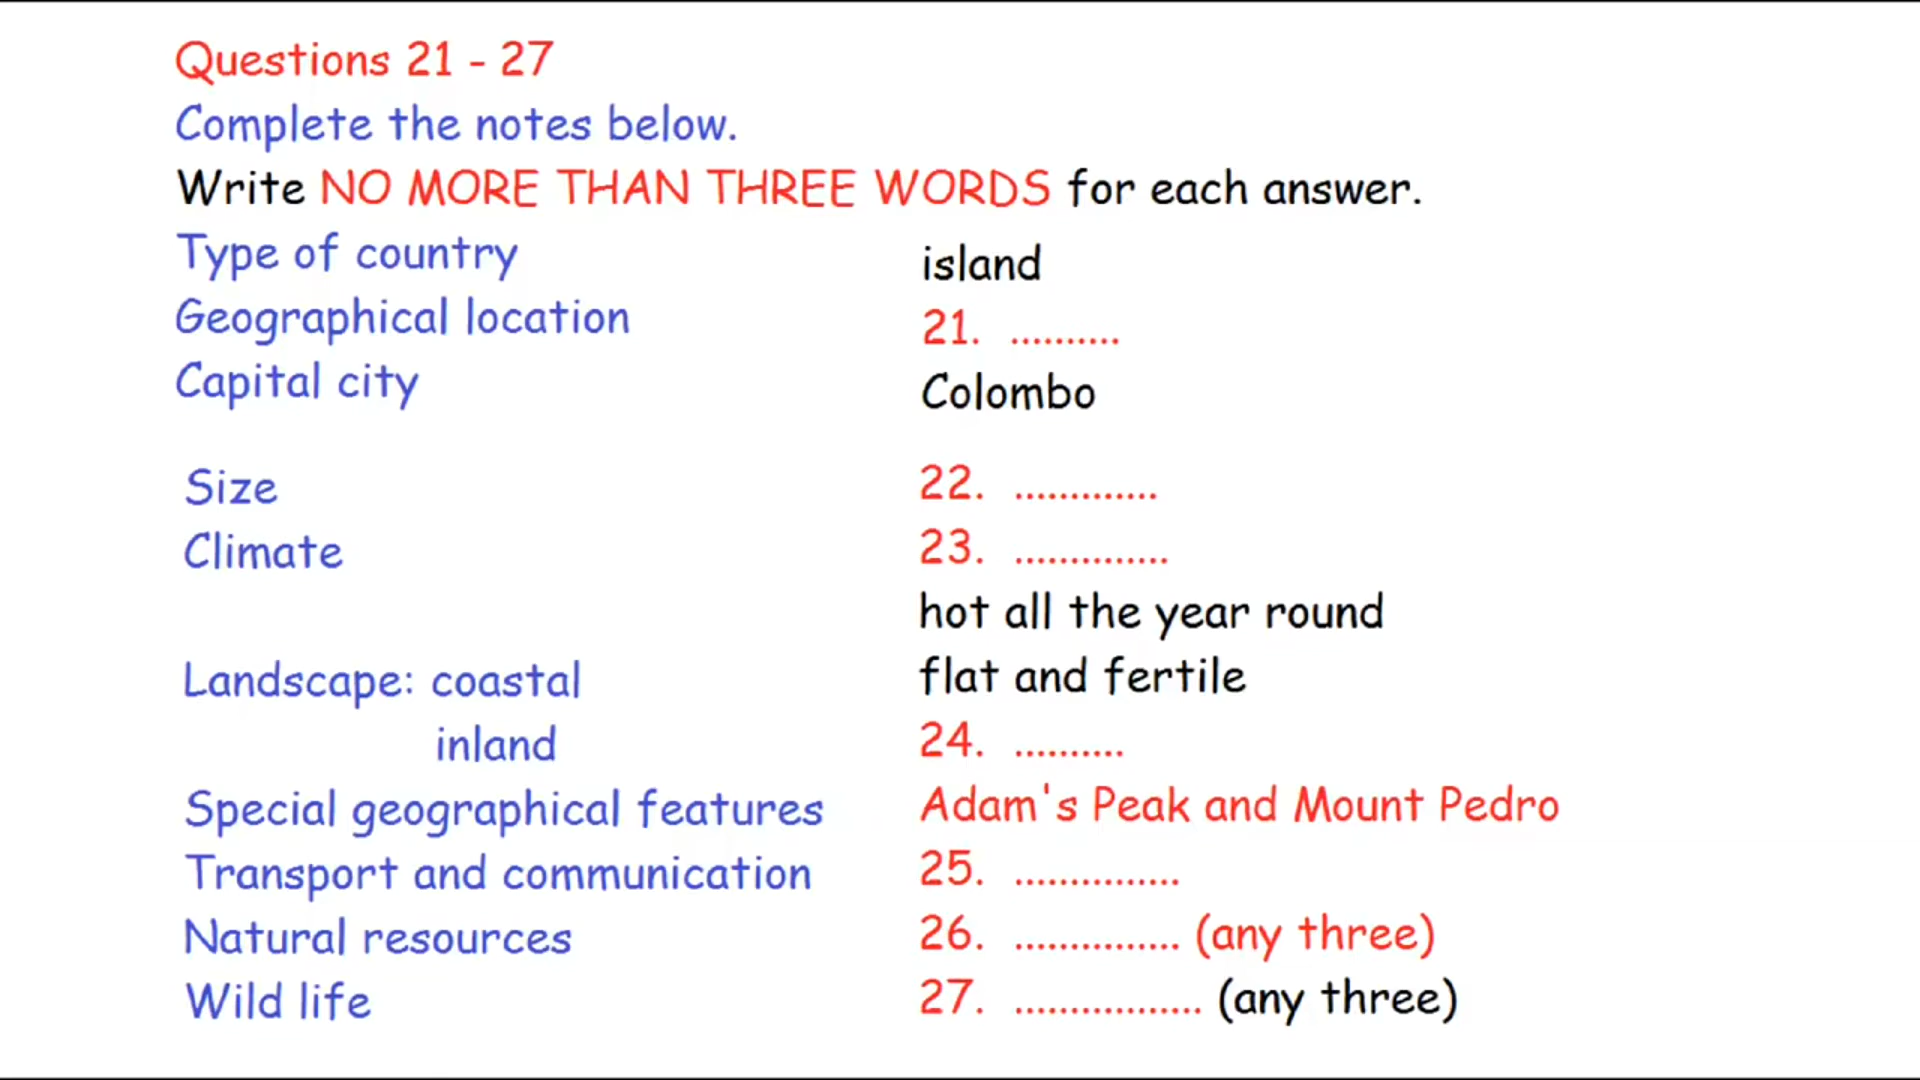 Questions 21 - 27
Complete the notes below.
Write NO MORE THAN THREE WORDS for each answer.
Type of country island
Geographical location 21. ..........
Capital city Colombo
Size 22. .............
Climate 23. ..............
hot all the year round
Landscape: coastal flat and fertile
inland 24. ..........
Special geographical features Adam's Peak and Mount Pedro
Transport and communication 25. ...............
Natural resources 26. ............... (any three)
Wild life 27. ................. (any three)